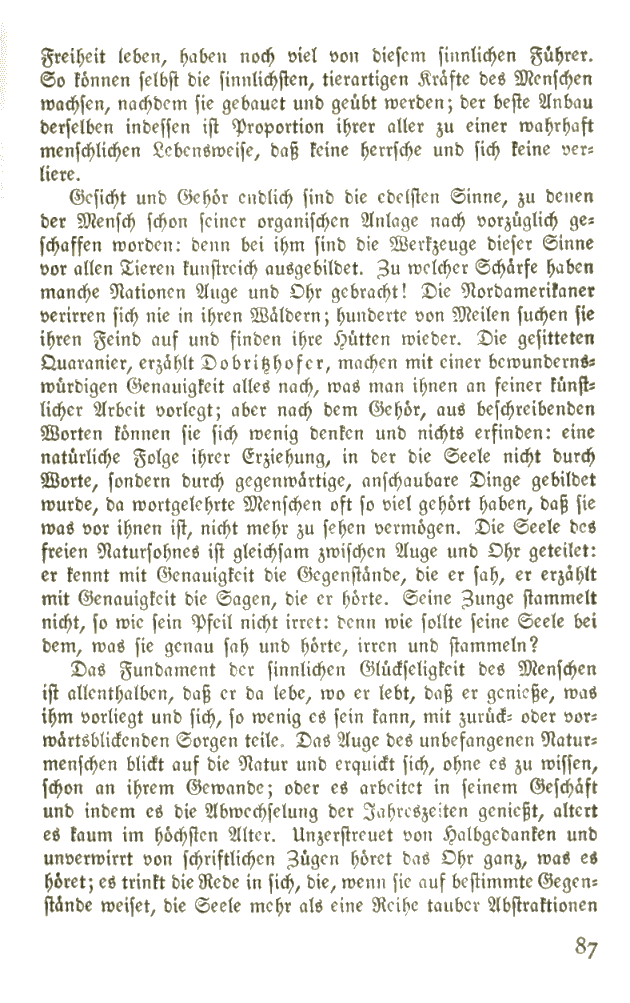 Freiheit leben, haben noch viel von diesem sinnlichen Führer.
So können selbst die sinnlichsten, tierartigen Kräfte des Menschen
wachsen, nachdem sie gebauet und geübt werden; der beste Anbau
derselben indessen ist Proportion ihrer aller zu einer wahrhaft
menschlichen Lebensweise, daß keine herrsche und sich keine ver-
liere.
Gesicht und Gehör endlich sind die edelsten Sinne, zu denen
der Mensch schon seiner organischen Anlage nach vorzüglich ge-
schaffen worden: denn bei ihm sind die Werkzeuge dieser Sinne
vor allen Tieren kunstreich ausgebildet. Zu welcher Schärfe haben
manche Nationen Auge und Ohr gebracht! Die Nordamerikaner
verirren sich nie in ihren Wäldern; hunderte von Meilen suchen sie
ihren Feind auf und finden ihre Hütten wieder. Die gesitteten
Quaranier, erzählt Dobritzhofer, machen mit einer bewunderns-
würdigen Genauigkeit alles nach, was man ihnen an feiner künst-
licher Arbeit vorlegt; aber nach dem Gehör, aus beschreibenden
Worten können sie sich wenig denken und nichts erfinden: eine
natürliche Folge ihrer Erziehung, in der die Seele nicht durch
Worte, sondern durch gegenwärtige, anschaubare Dinge gebildet
wurde, da wortgelehrte Menschen oft so viel gehört haben, daß sie
was vor ihnen ist, nicht mehr zu sehen vermögen. Die Seele des
freien Natursohnes ist gleichsam zwischen Auge und Ohr geteilet:
er kennt mit Genauigkeit die Gegenstände, die er sah, er erzählt
mit Genauigkeit die Sagen, die er hörte. Seine Zunge stammelt
nicht, so wie sein Pfeil nicht irret: denn wie sollte seine Seele bei
dem, was sie genau sah und hörte, irren und stammeln?
Das Fundament der sinnlichen Glückseligkeit des Menschen
ist allenthalben, daß er da lebe, wo er lebt, daß er genieße, was
ihm vorliegt und sich, so wenig es sein kann, mit zurück- oder vor-
wärtsblickenden Sorgen teile. Das Auge des unbefangenen Natur-
menschen blickt auf die Natur und erquickt sich, ohne es zu wissen,
schon an ihrem Gewande; oder es arbeitet in seinem Geschäft
und indem es die Abwechselung der Jahreszeiten genießt, altert
es kaum im höchsten Alter. Unzerstreuet von Halbgedanken und
unverwirrt von schriftlichen Zügen höret das Ohr ganz, was es
höret; es trinkt die Rede in sich, die, wenn sie auf bestimmte Gegen-
stände weiset, die Seele mehr als eine Reihe tauber Abstraktionen
87